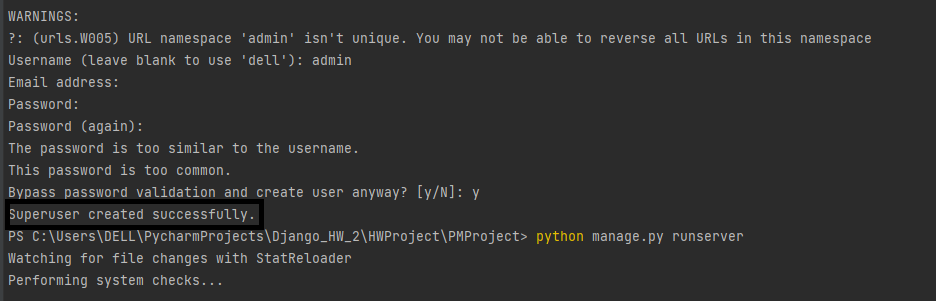 WARNINGS:
?: (urls.W005) URL namespace 'admin' isn't unique. You may not be able to reverse all URLs in this namespace
Username (leave blank to use 'dell'): admin
Email address:
Password:
Password (again):
The password is too similar to the username.
This password is too common.
Bypass password validation and create user anyway? [y/N]: y
Superuser created successfully.
PS C:\Users\DELL\PycharmProjects\Django_HW_2\HWProject\PMProject> python manage.py runserver
Watching for file changes with StatReloader
Performing system checks...